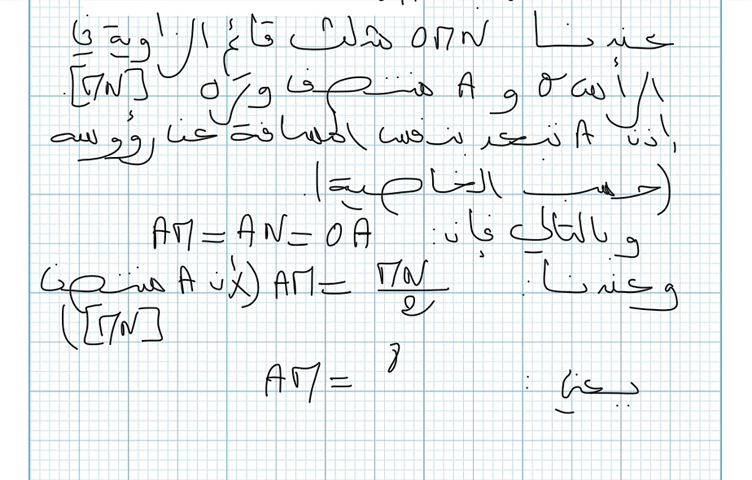 عندنا OMN مثلث قائم الزاوية في
الرأس O و A منتصف وتره [MN].
إذن A تبعد بنفس المسافة عن رؤوسه
(حسب الخاصية).
و بالتالي فإن: AM = AN = OA
وعندنا: AM = MN/2 (لأن A منتصف
[MN])
يعني: AM =